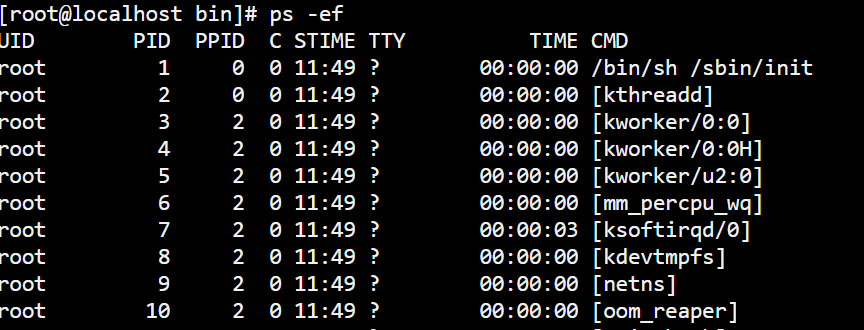 [root@localhost bin]# ps -ef
UID        PID  PPID  C STIME TTY          TIME CMD
root         1     0  0 11:49 ?        00:00:00 /bin/sh /sbin/init
root         2     0  0 11:49 ?        00:00:00 [kthreadd]
root         3     2  0 11:49 ?        00:00:00 [kworker/0:0]
root         4     2  0 11:49 ?        00:00:00 [kworker/0:0H]
root         5     2  0 11:49 ?        00:00:00 [kworker/u2:0]
root         6     2  0 11:49 ?        00:00:00 [mm_percpu_wq]
root         7     2  0 11:49 ?        00:00:03 [ksoftirqd/0]
root         8     2  0 11:49 ?        00:00:00 [kdevtmpfs]
root         9     2  0 11:49 ?        00:00:00 [netns]
root        10     2  0 11:49 ?        00:00:00 [oom_reaper]